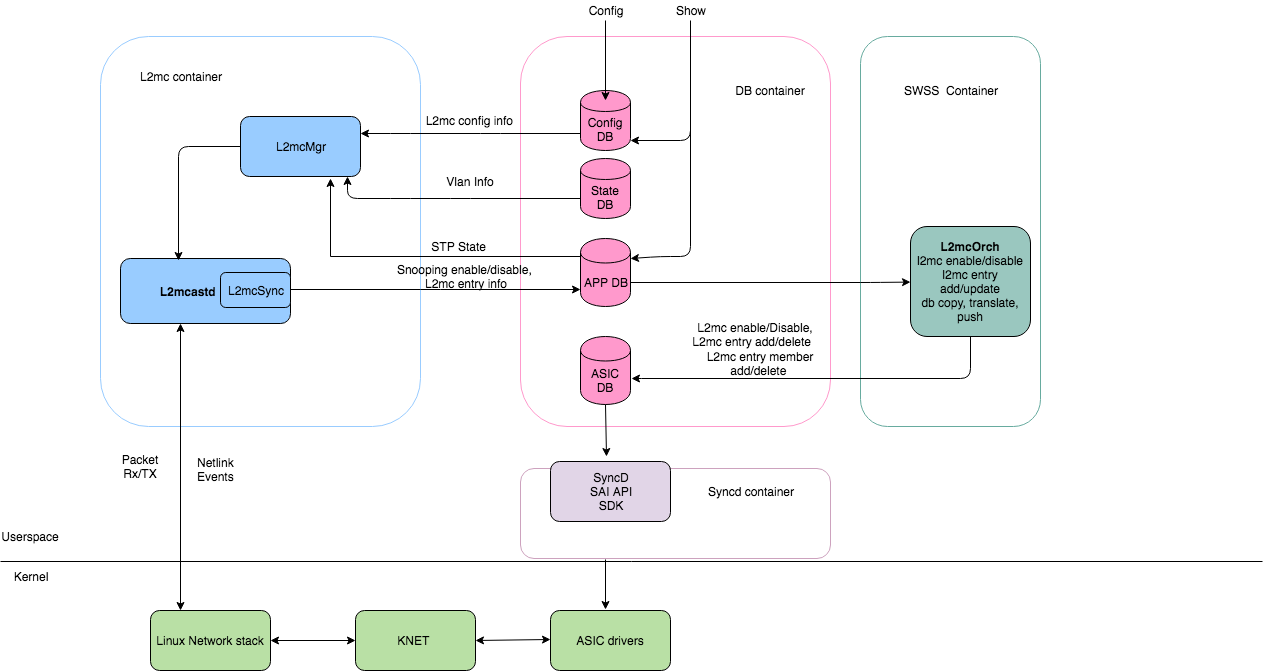 Config
Show
L2mc container
DB container
SWSS  Container
Config
DB
L2mc config info
L2mcMgr
State
DB
Vlan Info
STP State
Snooping enable/disable,
L2mc entry info
L2mcastd
L2mcSync
APP DB
L2mcOrch
l2mc enable/disable
l2mc entry
add/update
db copy, translate,
push
L2mc enable/Disable,
L2mc entry add/delete
L2mc entry member
add/delete
ASIC
DB
Packet
Rx/TX
Netlink
Events
SyncD
SAI API
SDK
Syncd container
Userspace
Kernel
Linux Network stack
KNET
ASIC drivers